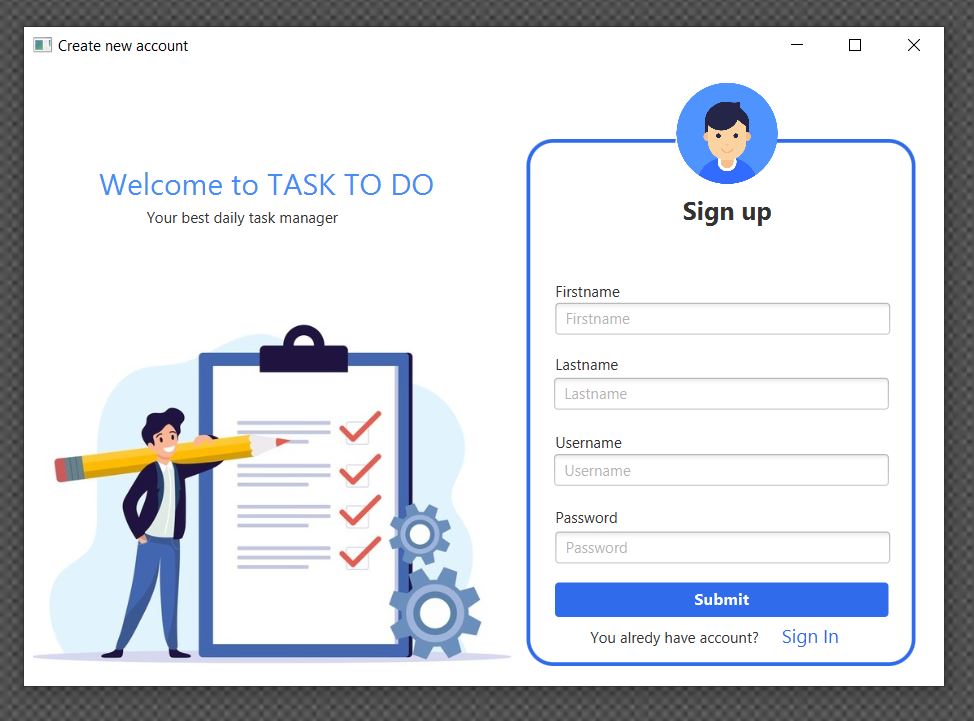 Create new account
Welcome to TASK TO DO
Your best daily task manager
Sign up
Firstname
Firstname
Lastname
Lastname
Username
Username
Password
Password
Submit
You alredy have account? Sign In